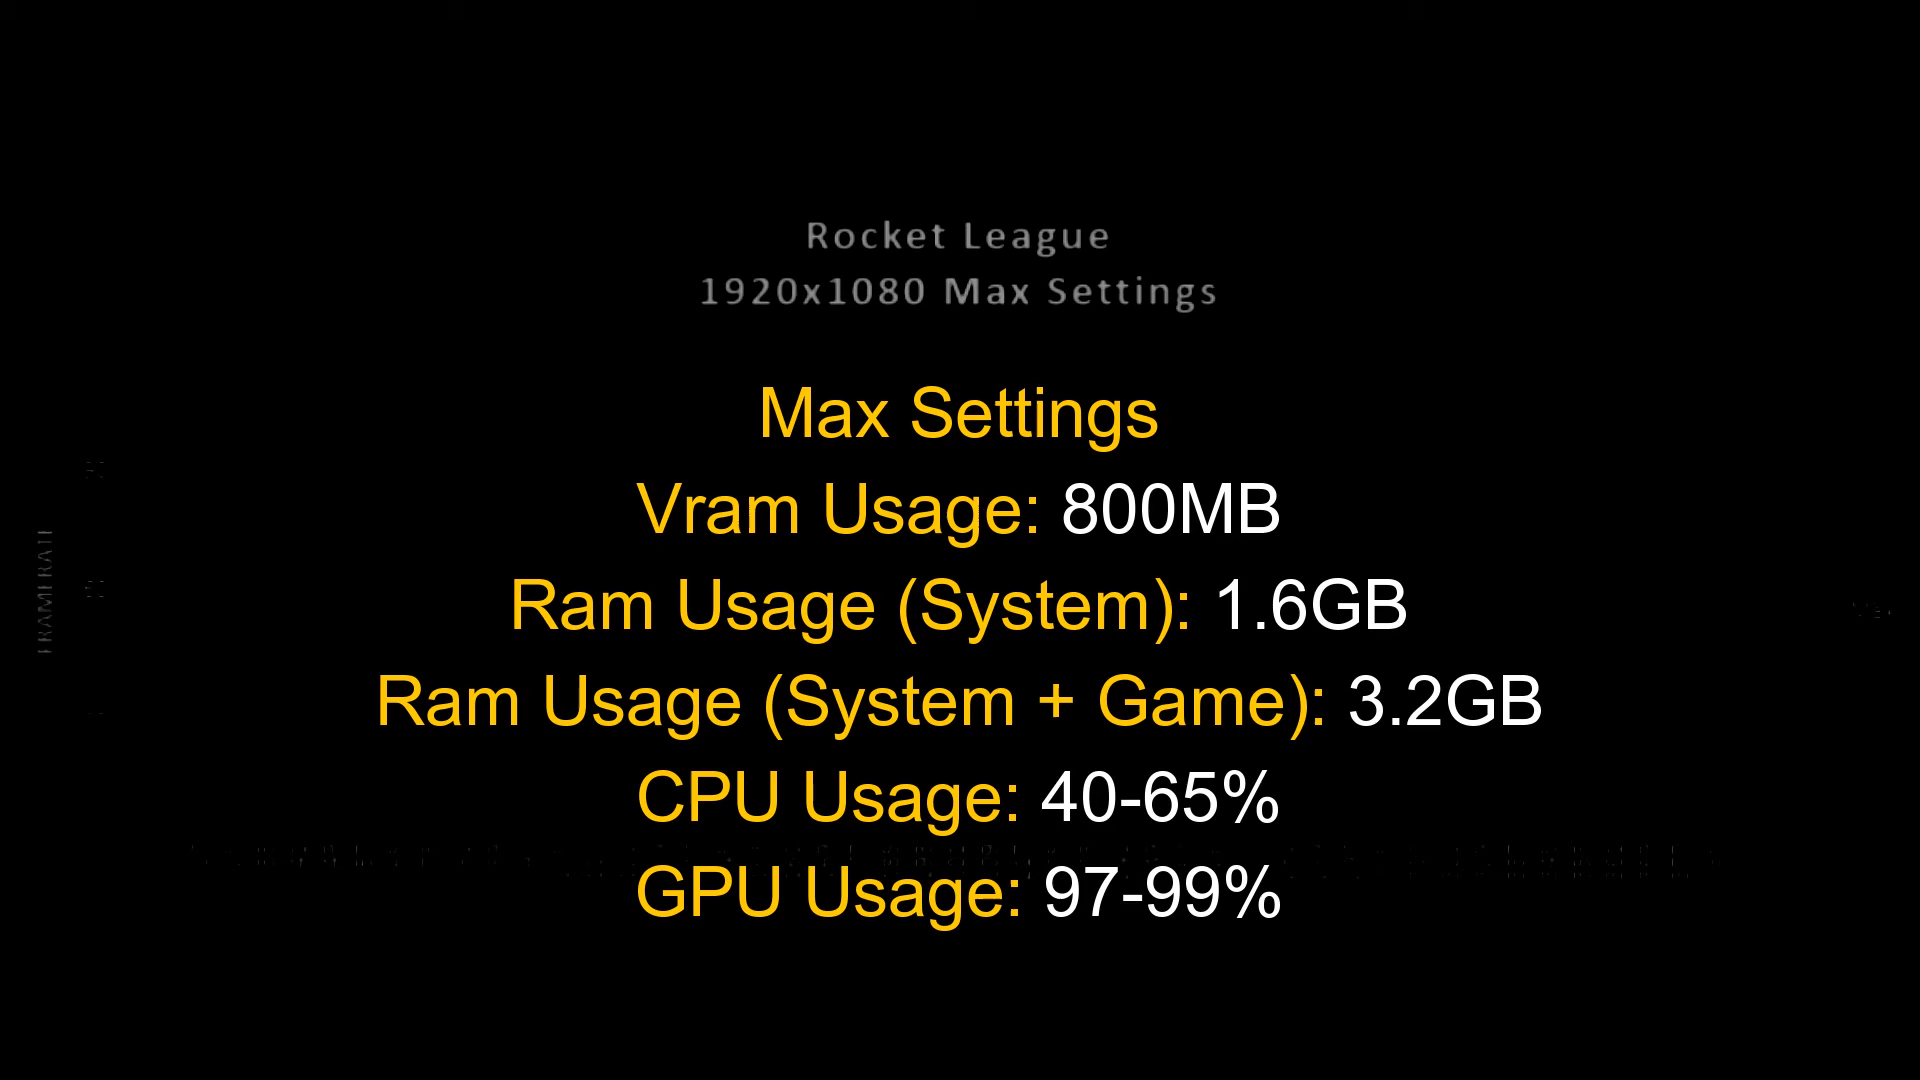 Rocket League
1920x1080 Max Settings
Max Settings
Vram Usage: 800MB
Ram Usage (System): 1.6GB
Ram Usage (System + Game): 3.2GB
CPU Usage: 40-65%
GPU Usage: 97-99%